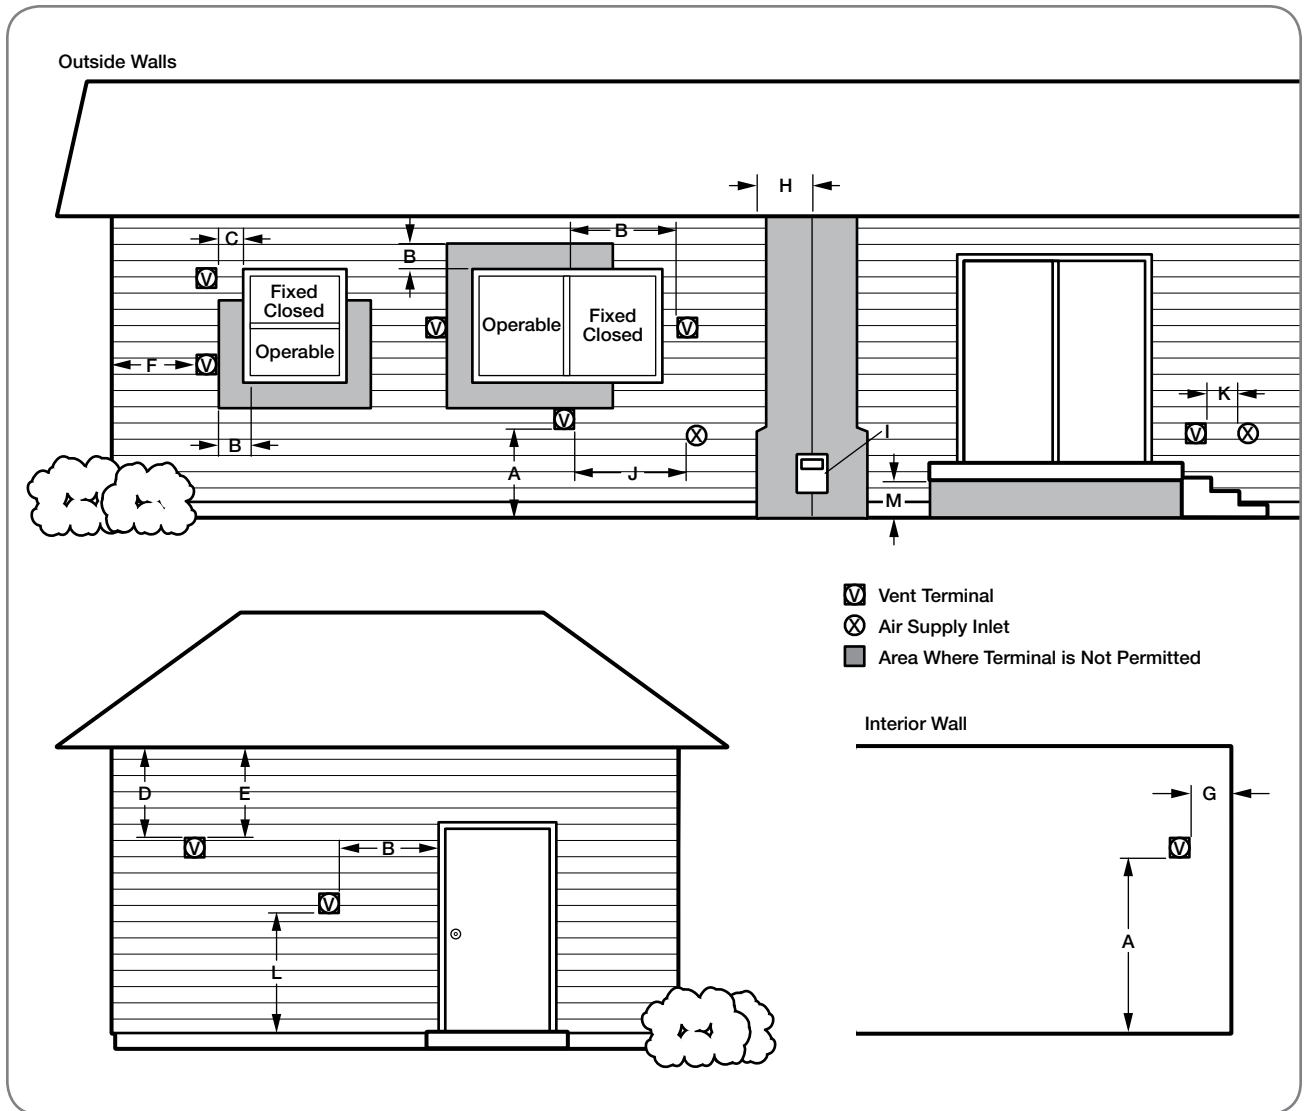 Outside Walls
H
C
B
B
V
Fixed
Closed
Operable
V
Operable
Fixed
Closed
V
F
V
V
K
B
A
J
X
I
V
X
M
V Vent Terminal
X Air Supply Inlet
Area Where Terminal is Not Permitted
Interior Wall
D
E
G
V
B
V
V
A
L